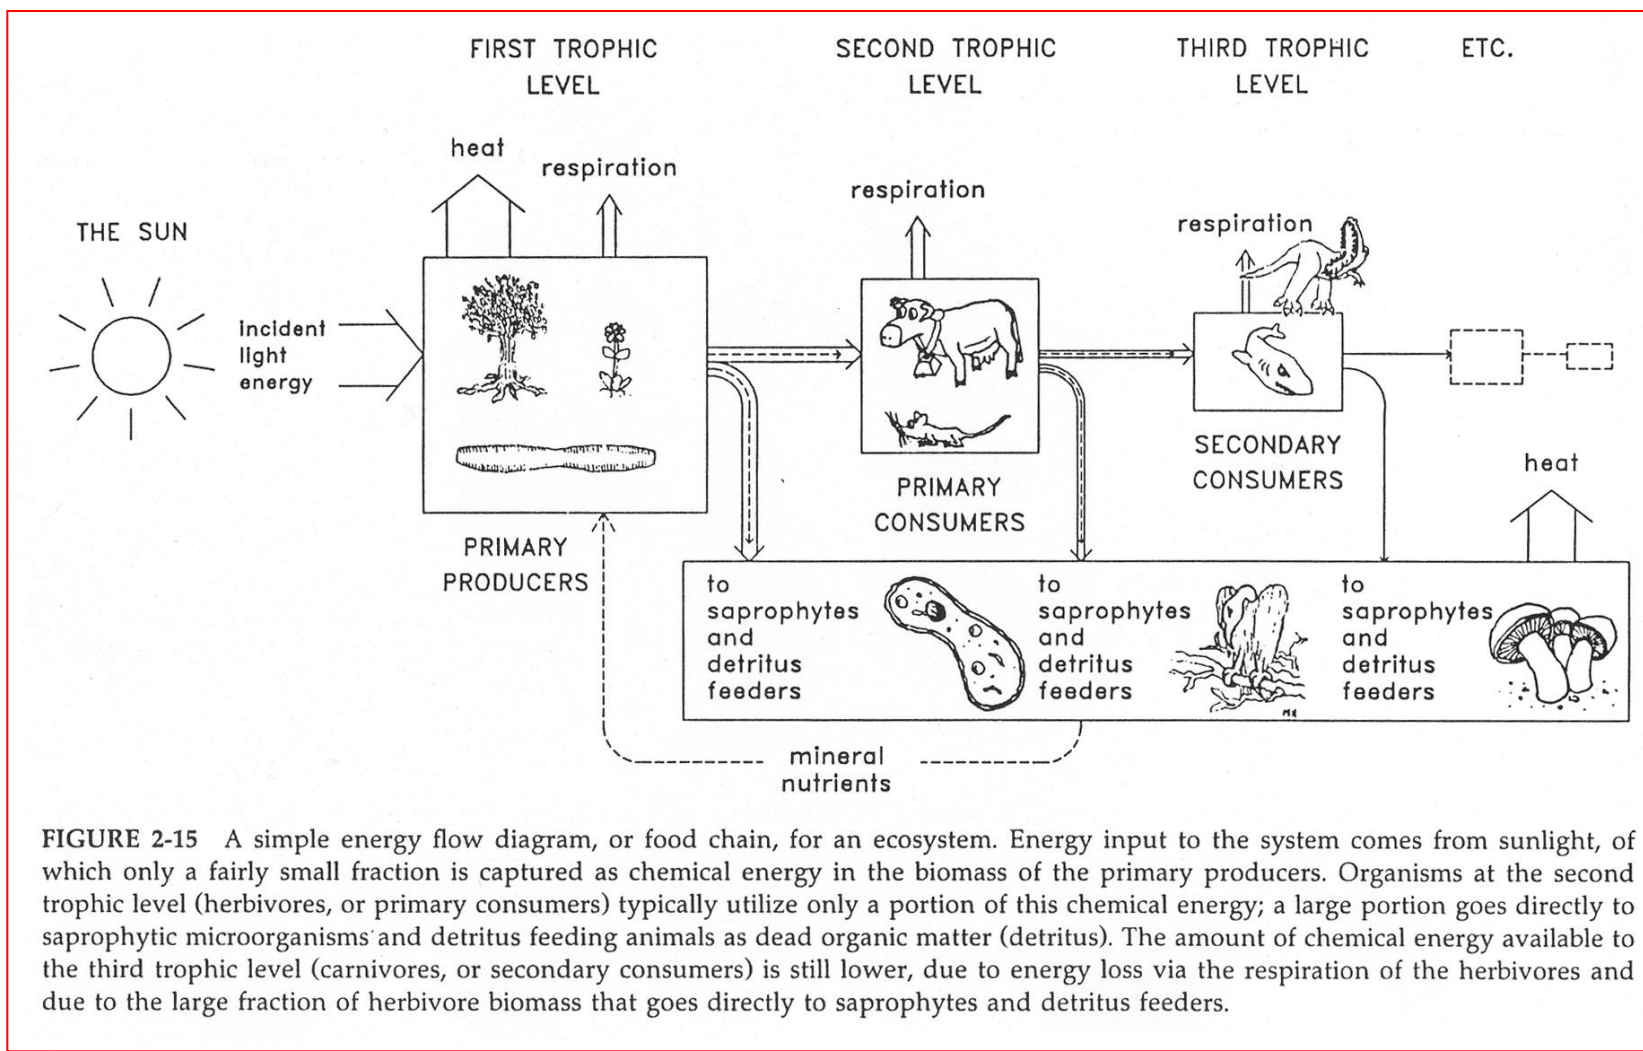 FIRST TROPHIC
LEVEL
SECOND TROPHIC
LEVEL
THIRD TROPHIC
LEVEL
ETC.
heat
respiration
respiration
respiration
THE SUN
incident
light
energy
PRIMARY
PRODUCERS
PRIMARY
CONSUMERS
SECONDARY
CONSUMERS
heat
to
saprophytes
and
detritus
feeders
to
saprophytes
and
detritus
feeders
to
saprophytes
and
detritus
feeders
mineral
nutrients
FIGURE 2-15 A simple energy flow diagram, or food chain, for an ecosystem. Energy input to the system comes from sunlight, of
which only a fairly small fraction is captured as chemical energy in the biomass of the primary producers. Organisms at the second
trophic level (herbivores, or primary consumers) typically utilize only a portion of this chemical energy; a large portion goes directly to
saprophytic microorganisms and detritus feeding animals as dead organic matter (detritus). The amount of chemical energy available to
the third trophic level (carnivores, or secondary consumers) is still lower, due to energy loss via the respiration of the herbivores and
due to the large fraction of herbivore biomass that goes directly to saprophytes and detritus feeders.